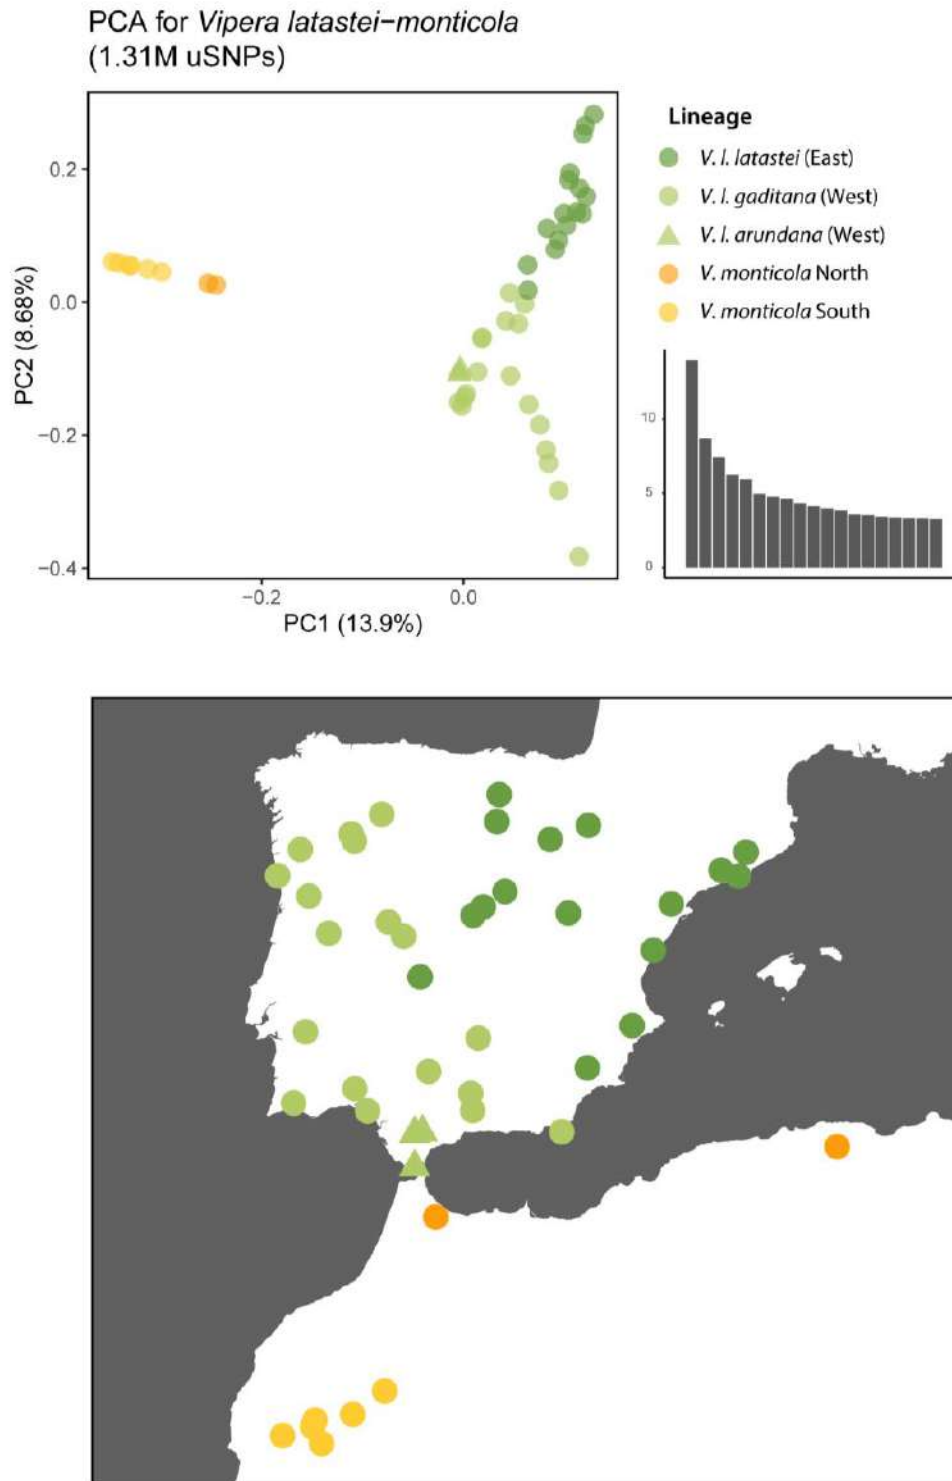 PCA for Vipera latastei−monticola
(1.31M uSNPs)
0.2
0.0
−0.2
−0.4
PC2 (8.68%)
−0.2
0.0
PC1 (13.9%)
Lineage
V. l. latastei (East)
V. l. gaditana (West)
V. l. arundana (West)
V. monticola North
V. monticola South
10
5
0